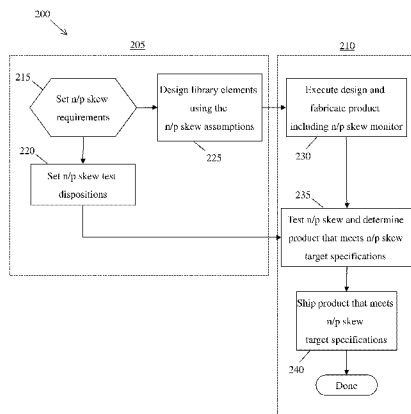 200
205
210
215
Set n/p skew
requirements
Design library elements
using the
n/p skew assumptions
225
Execute design and
fabricate product
including n/p skew monitor
230
220
Set n/p skew test
dispositions
235
Test n/p skew and determine
product that meets n/p skew
target specifications
Ship product that meets
n/p skew
target specifications
240
Done